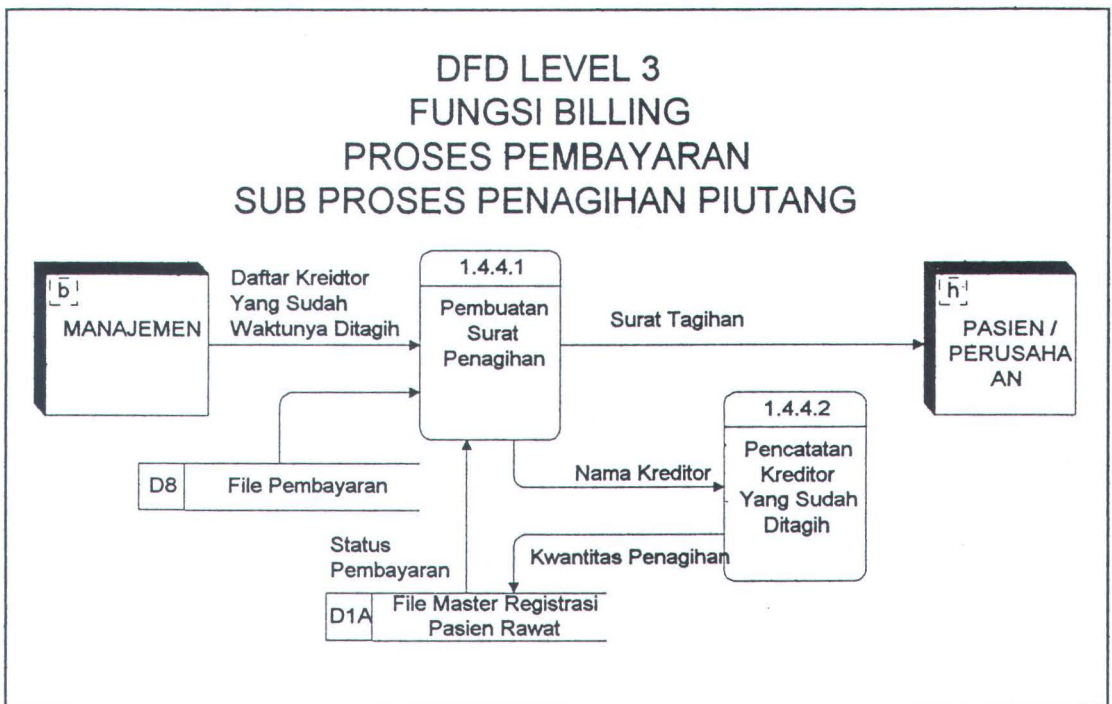 DFD LEVEL 3
FUNGSI BILLING
PROSES PEMBAYARAN
SUB PROSES PENAGIHAN PIUTANG
b
MANAJEMEN
Daftar Kreidtor
Yang Sudah
Waktunya Ditagih
1.4.4.1
Pembuatan
Surat
Penagihan
Surat Tagihan
h
PASIEN /
PERUSAHA
AN
D8 File Pembayaran
Nama Kreditor
1.4.4.2
Pencatatan
Kreditor
Yang Sudah
Ditagih
Status
Pembayaran
Kwantitas Penagihan
D1A
File Master Registrasi
Pasien Rawat